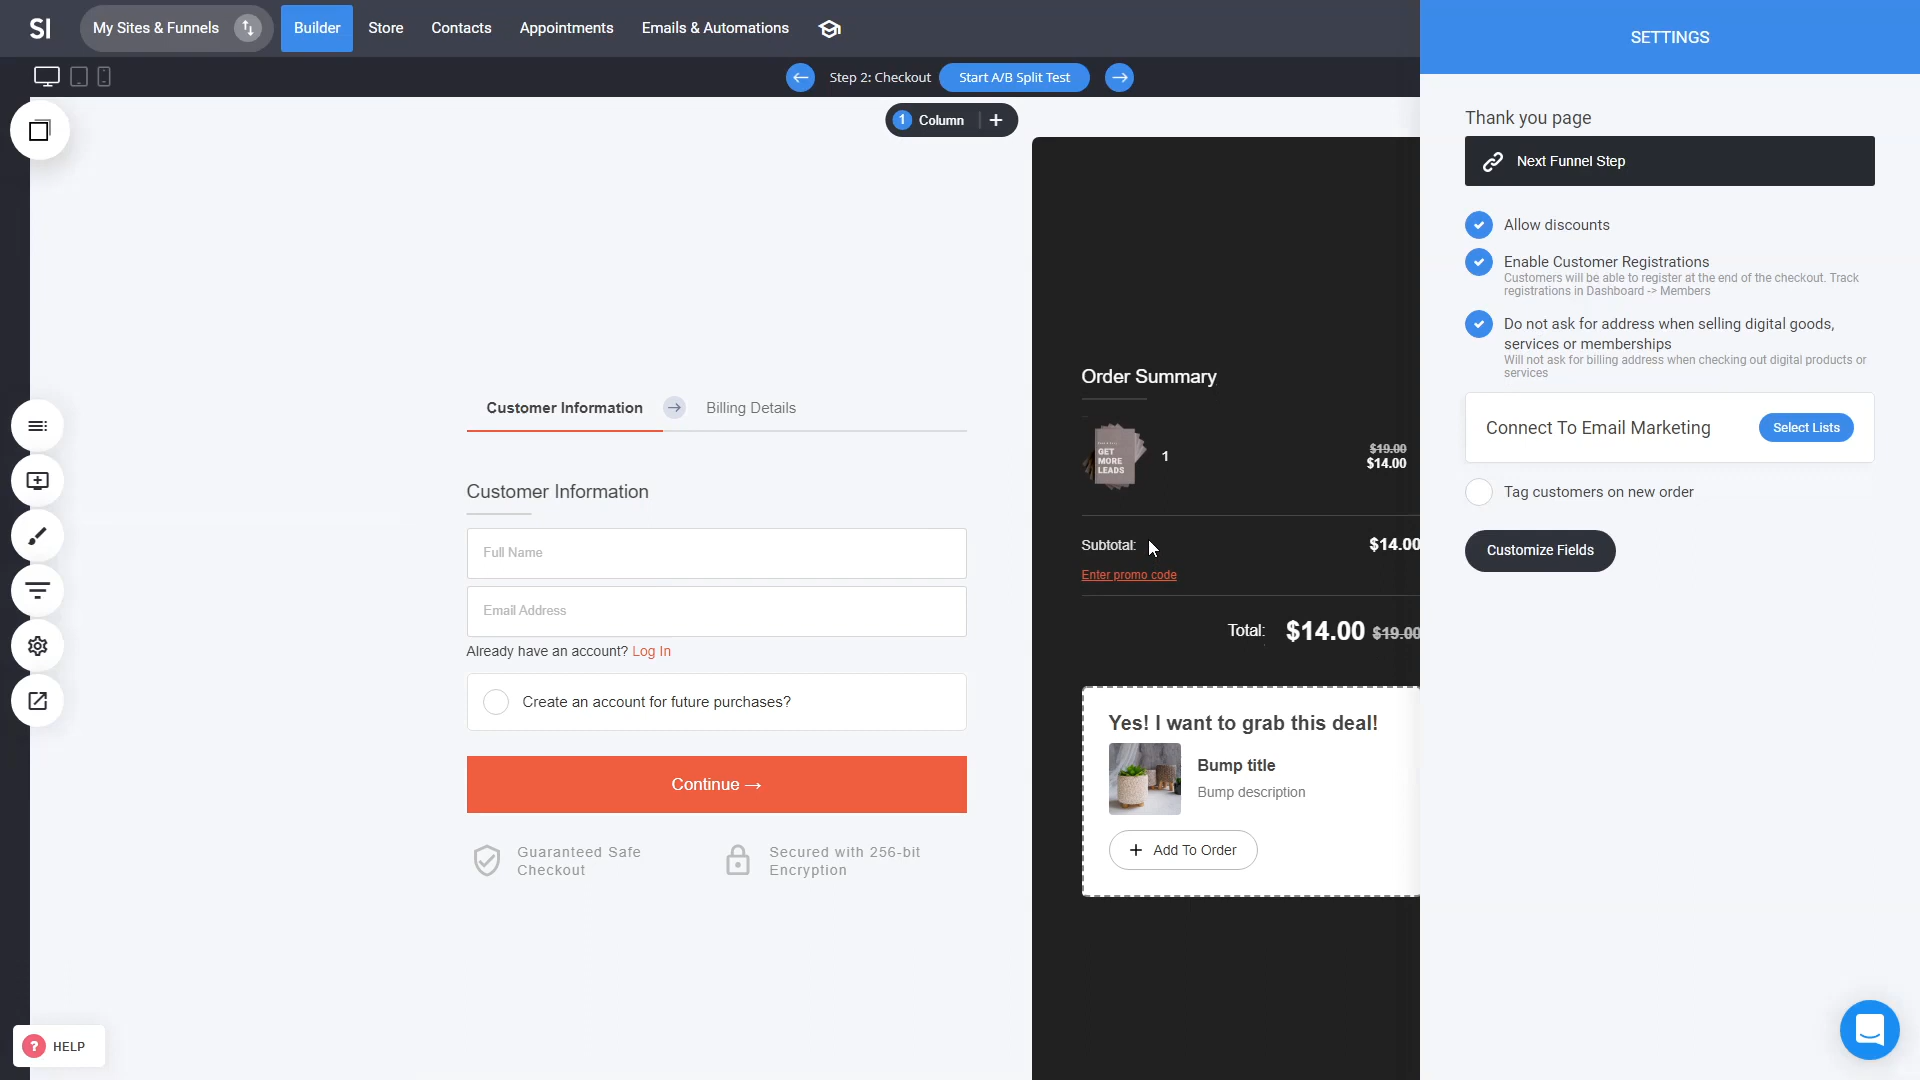 SI
My Sites & Funnels
Builder
Store
Contacts
Appointments
Emails & Automations
SETTINGS
Step 2: Checkout
Start A/B Split Test
1 Column +
Thank you page
Next Funnel Step
Allow discounts
Enable Customer Registrations
Customers will be able to register at the end of the checkout. Track
registrations in Dashboard -> Members
Do not ask for address when selling digital goods,
services or memberships
Will not ask for billing address when checking out digital products or
services
Connect To Email Marketing
Select Lists
Tag customers on new order
Customize Fields
Customer Information
Billing Details
Customer Information
Full Name
Email Address
Already have an account? Log In
Create an account for future purchases?
Continue →
Guaranteed Safe
Checkout
Secured with 256-bit
Encryption
Order Summary
GET
MORE
LEADS
1
$19.00
$14.00
Subtotal:
$14.00
Enter promo code
Total:
$14.00
$19.00
Yes! I want to grab this deal!
Bump title
Bump description
+ Add To Order
? HELP